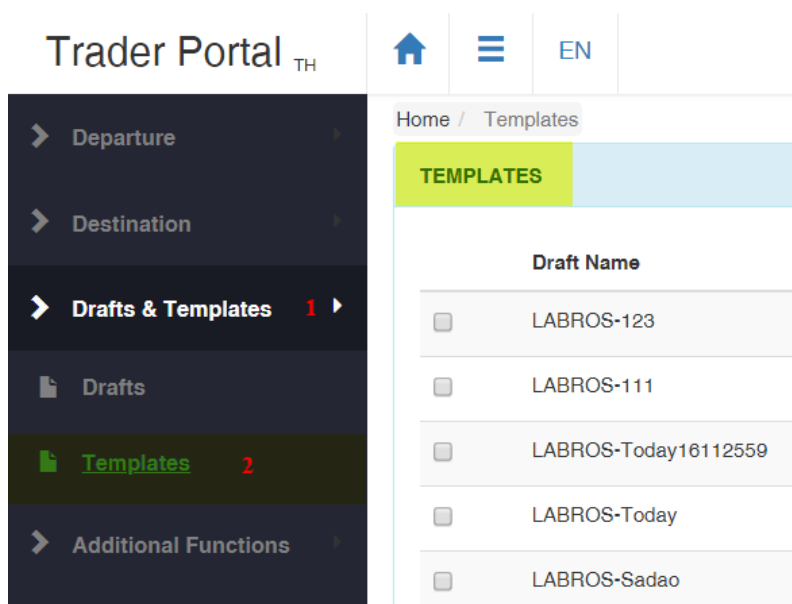 Trader Portal TH
EN
Home / Templates
TEMPLATES
Departure
Destination
Drafts & Templates 1
Drafts
Templates 2
Additional Functions
Draft Name
LABROS-123
LABROS-111
LABROS-Today16112559
LABROS-Today
LABROS-Sadao